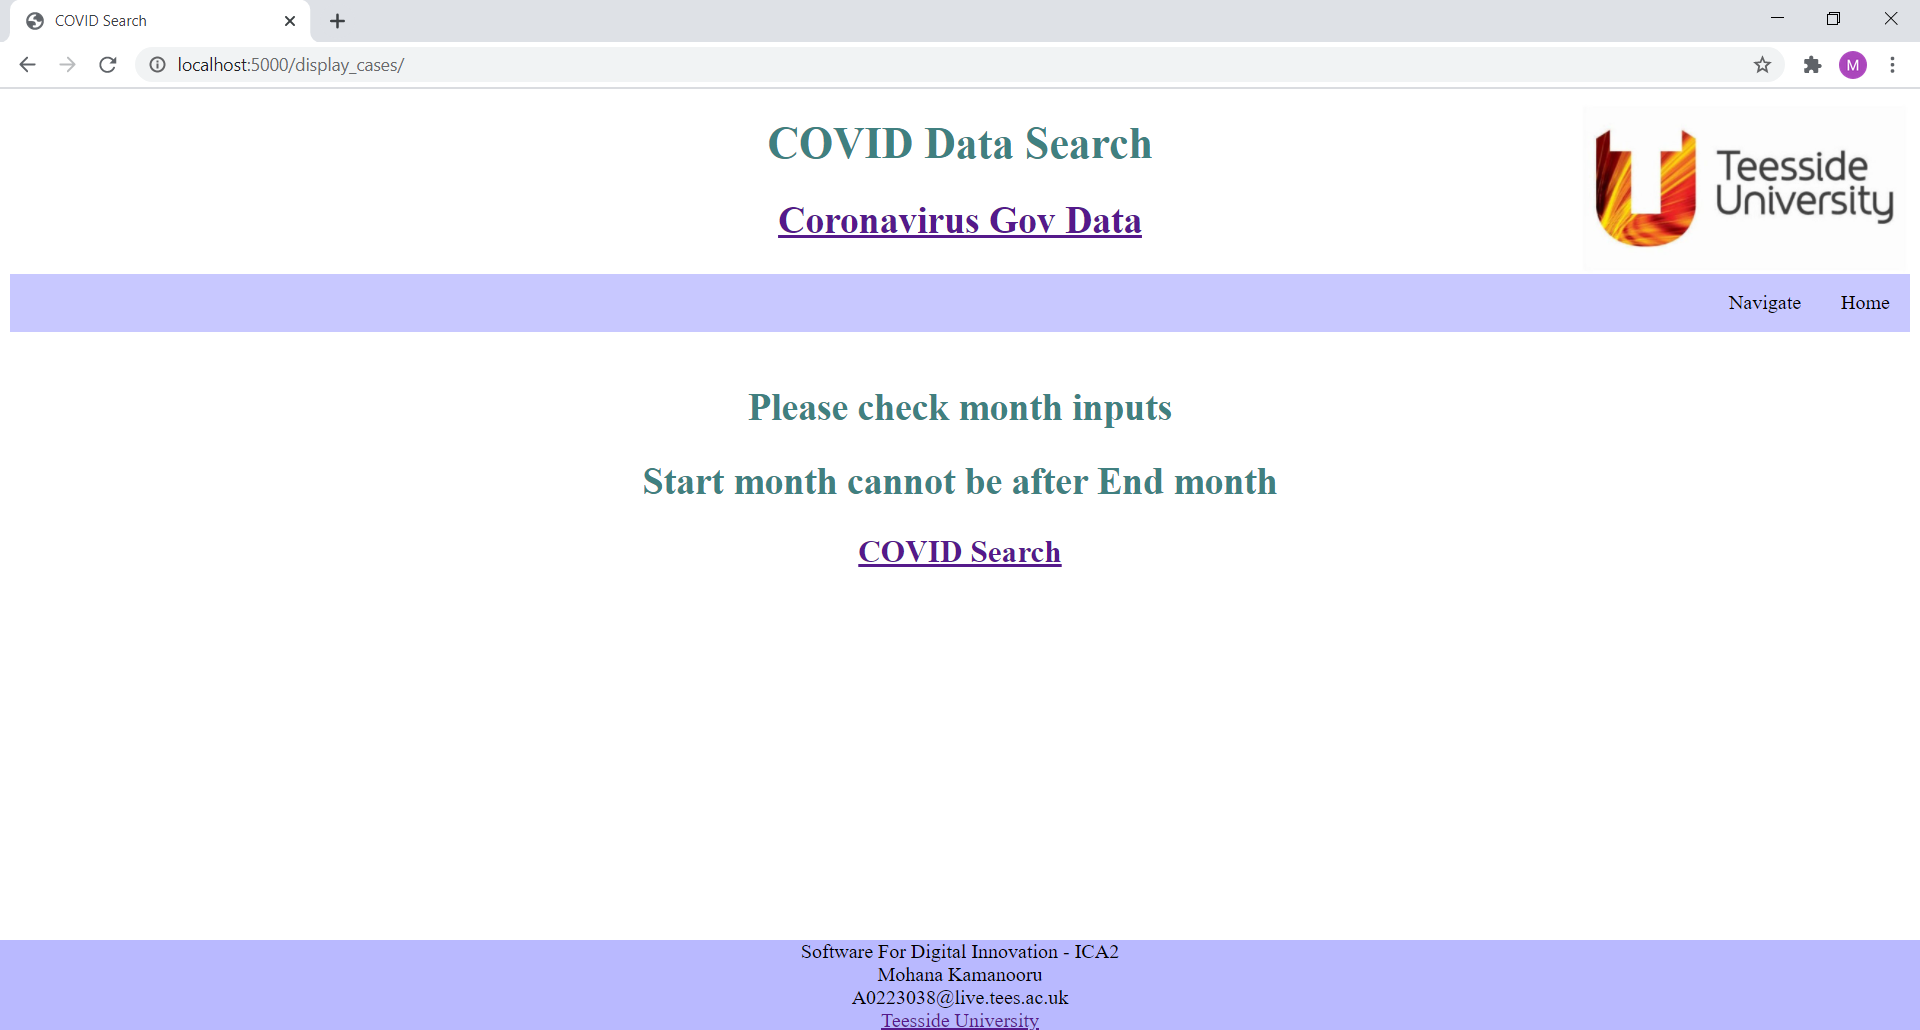 COVID Search
localhost:5000/display_cases/
M
COVID Data Search
Coronavirus Gov Data
Teesside
University
Navigate Home
Please check month inputs
Start month cannot be after End month
COVID Search
Software For Digital Innovation - ICA2
Mohana Kamanooru
A0223038@live.tees.ac.uk
Teesside University